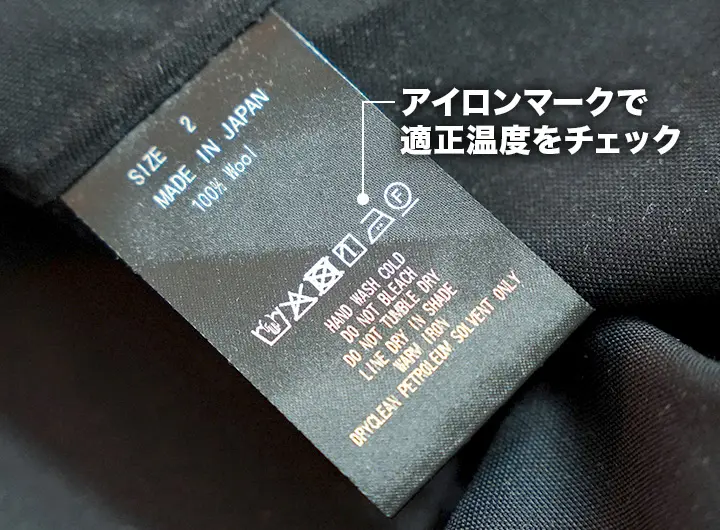 アイロンマークで
適正温度をチェック
SIZE 2
MADE IN JAPAN
100% Wool
F
HAND WASH COLD
DO NOT BLEACH
DO NOT TUMBLE DRY
LINE DRY IN SHADE
WARM IRON
DRYCLEAN PETROLEUM SOLVENT ONLY